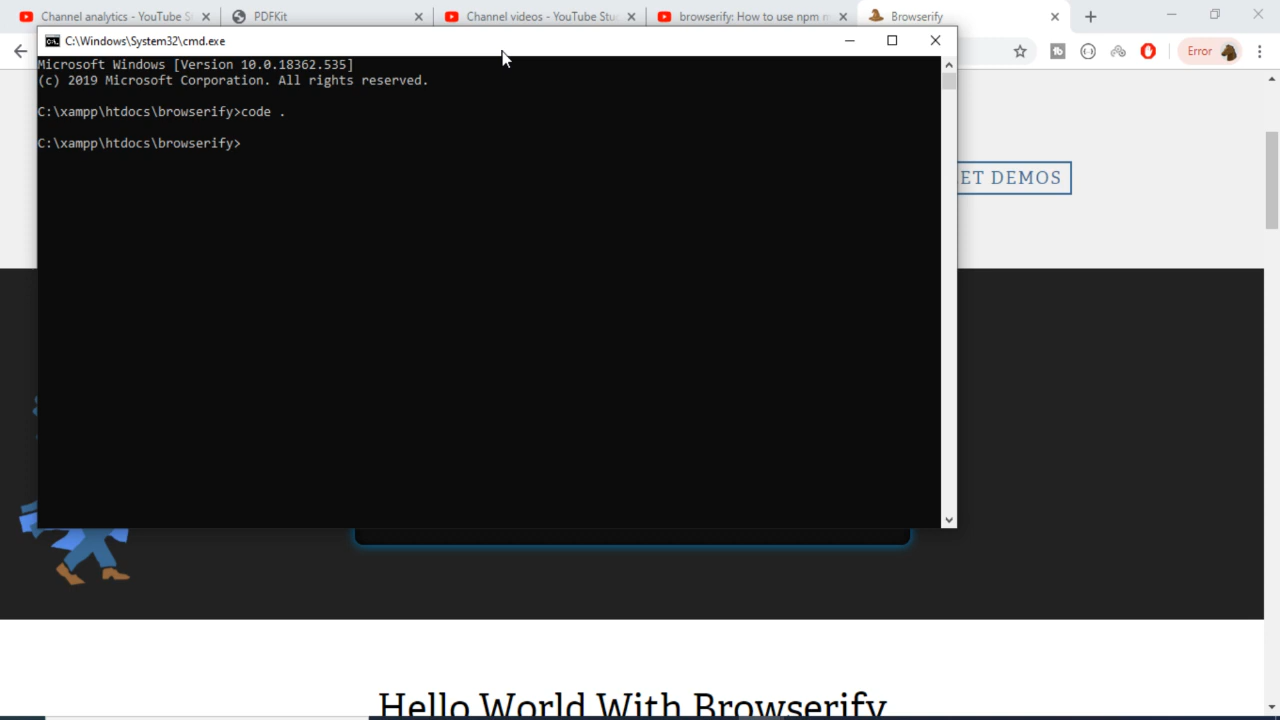 Channel analytics - YouTube S
PDFKit
Channel videos - YouTube Stu
browserify: How to use npm m
Browserify
C:\Windows\System32\cmd.exe
Error
Microsoft Windows [Version 10.0.18362.535]
(c) 2019 Microsoft Corporation. All rights reserved.
C:\xampp\htdocs\browserify>code .
C:\xampp\htdocs\browserify>
ET DEMOS
Hello World With Browserify